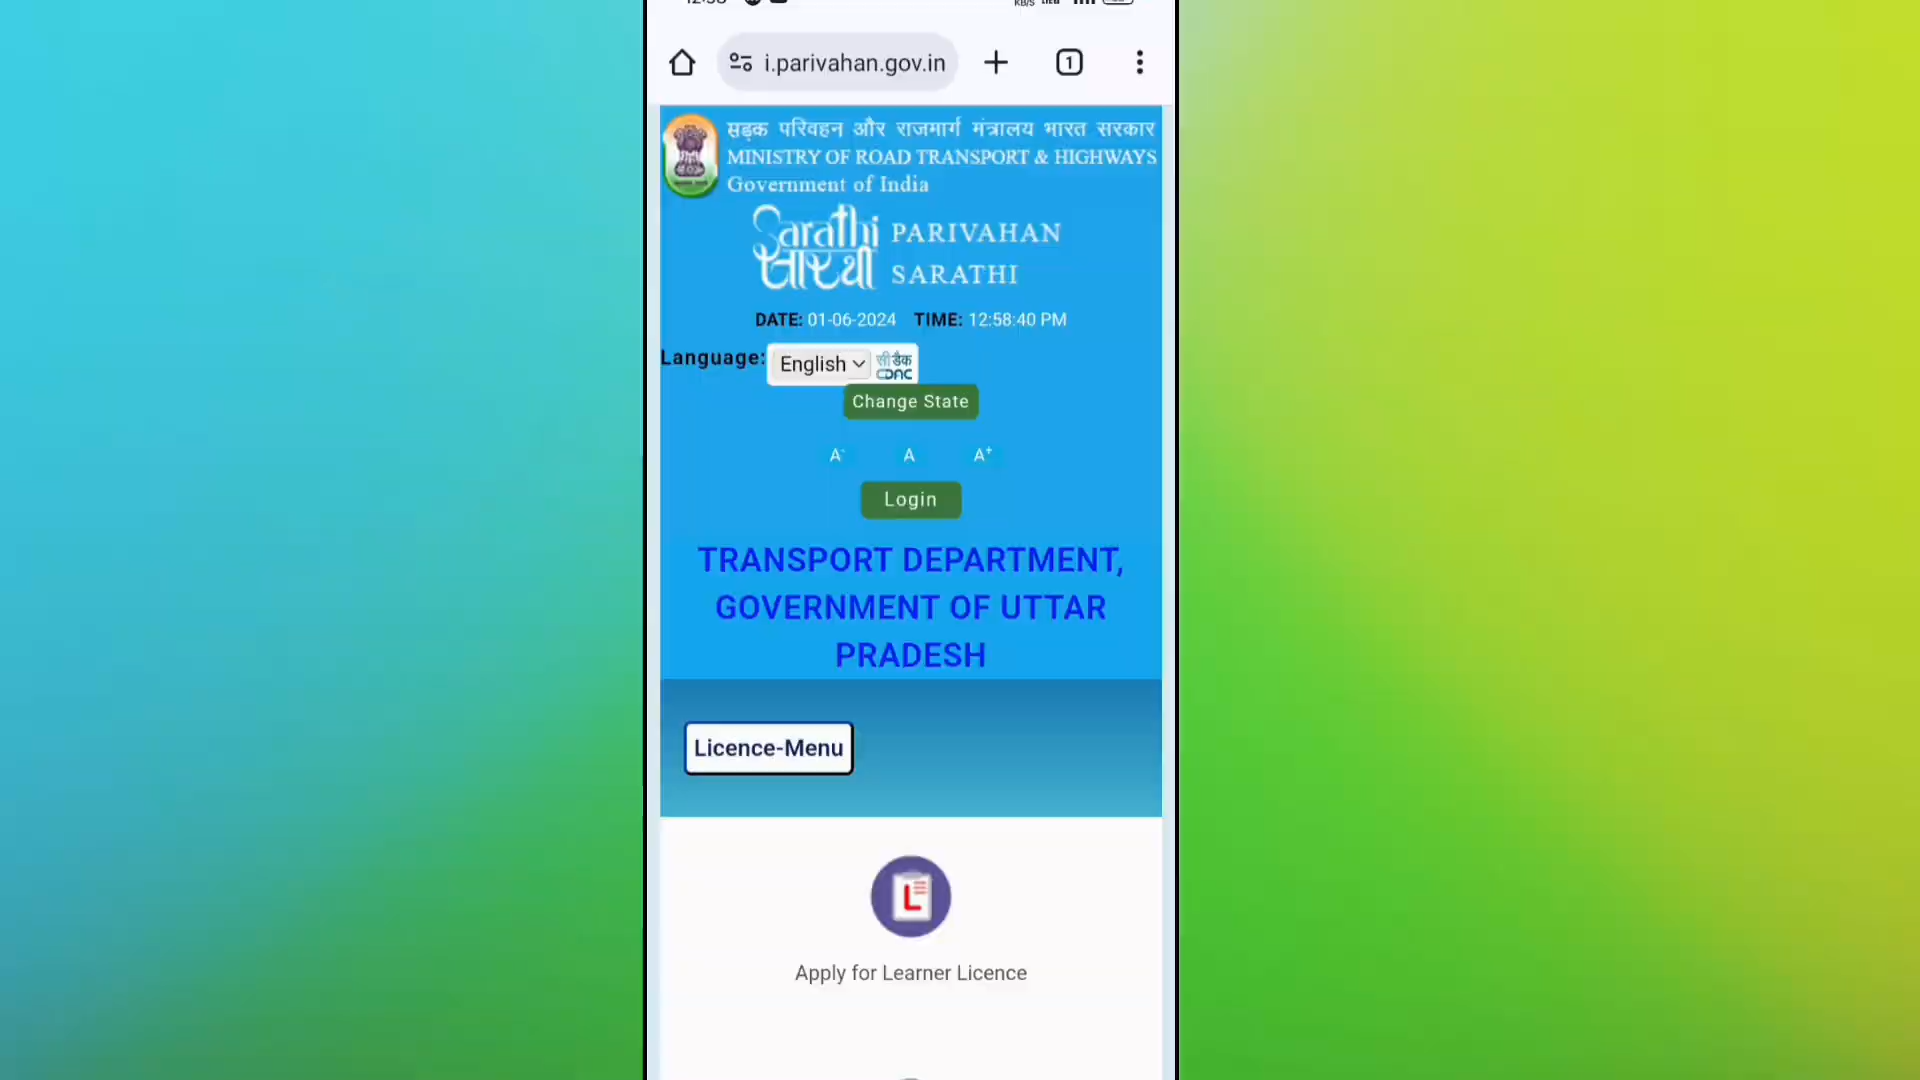 i.parivahan.gov.in
1
सड़क परिवहन और राजमार्ग मंत्रालय भारत सरकार
MINISTRY OF ROAD TRANSPORT & HIGHWAYS
Government of India
Sarathi
सारथी
PARIVAHAN
SARATHI
DATE: 01-06-2024 TIME: 12:58:40 PM
Language: English सीडैक
CDAC
Change State
A- A A+
Login
TRANSPORT DEPARTMENT,
GOVERNMENT OF UTTAR
PRADESH
Licence-Menu
L
Apply for Learner Licence